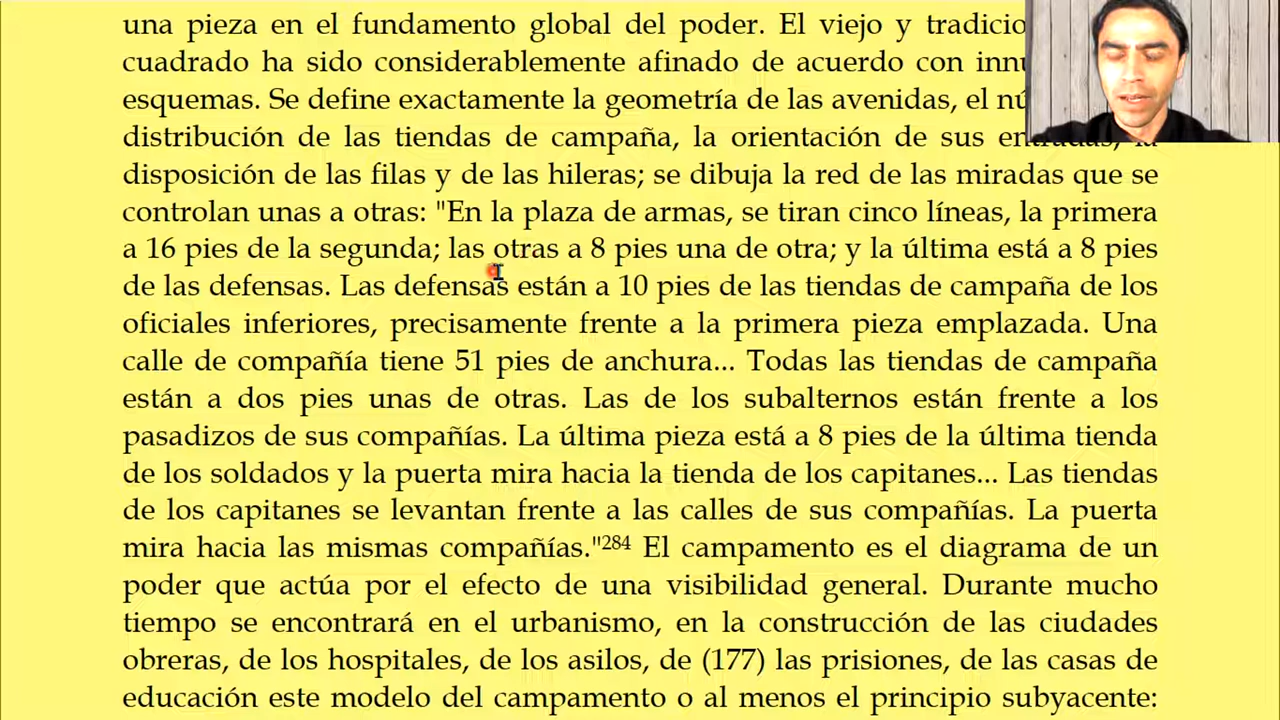 una pieza en el fundamento global del poder. El viejo y
cuadrado ha sido considerablemente afinado de acuerdo con
esquemas. Se define exactamente la geometría de las avenidas, el
distribución de las tiendas de campaña, la orientación de sus
disposición de las filas y de las hileras; se dibuja la red de las miradas que se
controlan unas a otras: "En la plaza de armas, se tiran cinco líneas, la primera
a 16 pies de la segunda; las otras a 8 pies una de otra; y la última está a 8 pies
de las defensas. Las defensas están a 10 pies de las tiendas de campaña de los
oficiales inferiores, precisamente frente a la primera pieza emplazada. Una
calle de compañía tiene 51 pies de anchura... Todas las tiendas de campaña
están a dos pies unas de otras. Las de los subalternos están frente a los
pasadizos de sus compañías. La última pieza está a 8 pies de la última tienda
de los soldados y la puerta mira hacia la tienda de los capitanes... Las tiendas
de los capitanes se levantan frente a las calles de sus compañías. La puerta
mira hacia las mismas compañías."284 El campamento es el diagrama de un
poder que actúa por el efecto de una visibilidad general. Durante mucho
tiempo se encontrará en el urbanismo, en la construcción de las ciudades
obreras, de los hospitales, de los asilos, de (177) las prisiones, de las casas de
educación este modelo del campamento o al menos el principio subyacente: